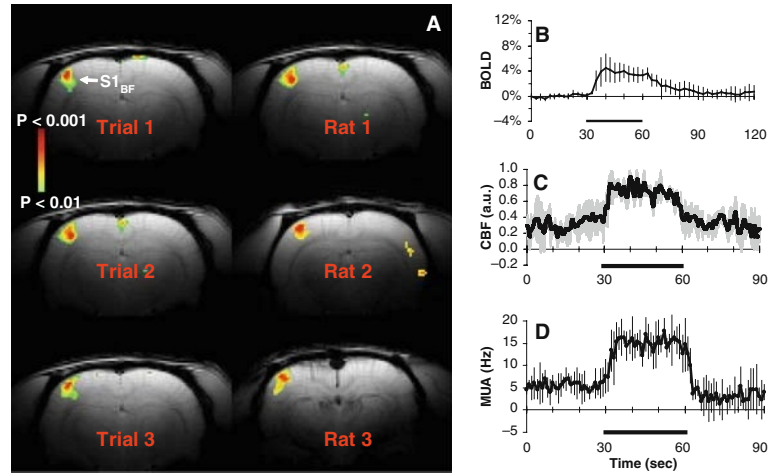 A
S1BF
Trial 1
Rat 1
P < 0.001
P < 0.01
Trial 2
Rat 2
Trial 3
Rat 3
B
BOLD
12%
8%
4%
0%
–4%
0 30 60 90 120
C
CBF (a.u.)
1.0
0.8
0.6
0.4
0.2
0.0
–0.2
0 30 60 90
D
MUA (Hz)
20
15
10
5
0
–5
0 30 60 90
Time (sec)